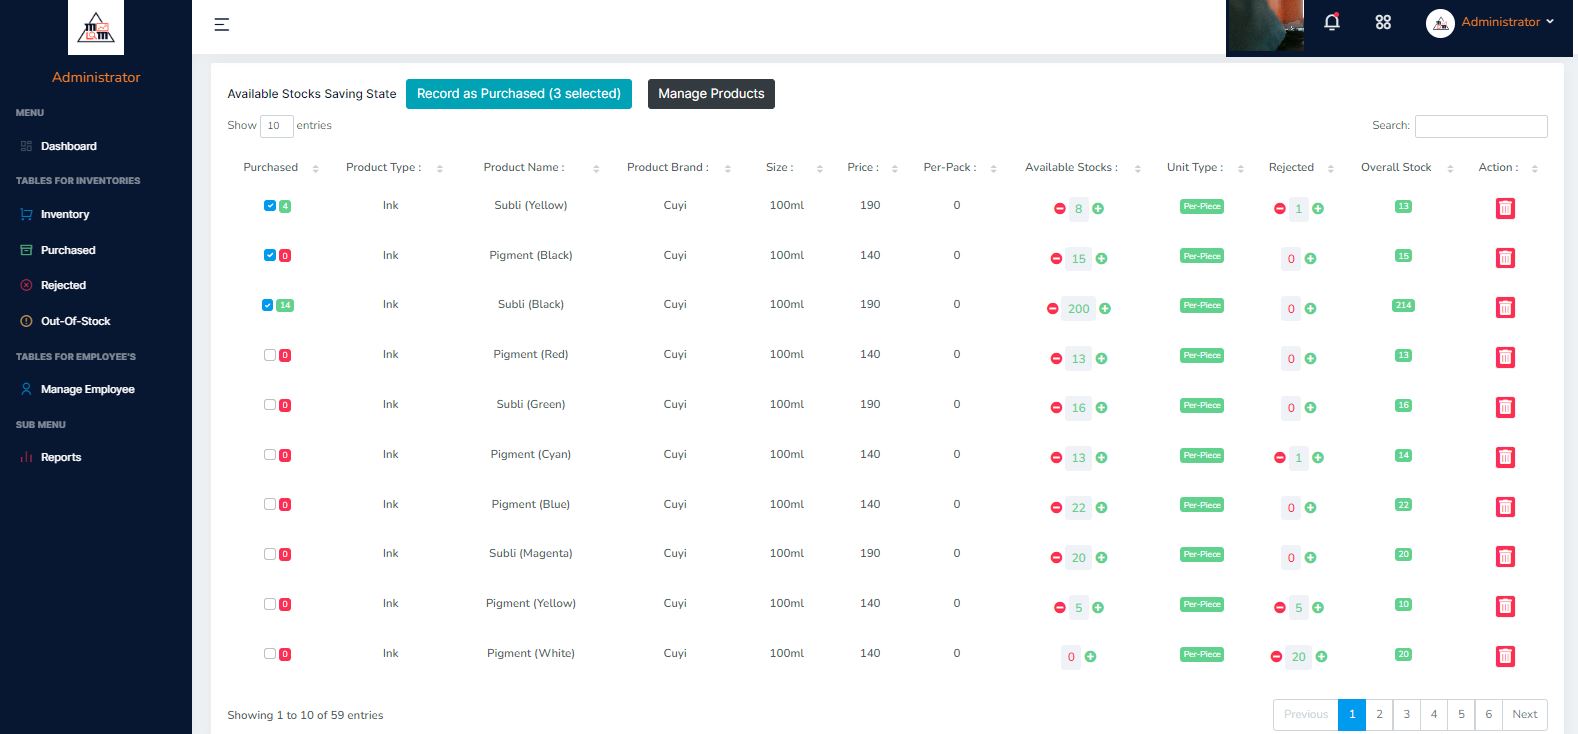 Administrator
MENU
Dashboard
TABLES FOR INVENTORIES
Inventory
Purchased
Rejected
Out-Of-Stock
TABLES FOR EMPLOYEE'S
Manage Employee
SUB MENU
Reports
Administrator
Available Stocks Saving State Record as Purchased (3 selected) Manage Products
Show 10 entries Search:
Purchased Product Type : Product Name : Product Brand : Size : Price : Per-Pack : Available Stocks : Unit Type : Rejected Overall Stock Action :
4 Ink Subli (Yellow) Cuyi 100ml 190 0 8 Per-Piece 1 13
0 Ink Pigment (Black) Cuyi 100ml 140 0 15 Per-Piece 0 15
14 Ink Subli (Black) Cuyi 100ml 190 0 200 Per-Piece 0 214
0 Ink Pigment (Red) Cuyi 100ml 140 0 13 Per-Piece 0 13
0 Ink Subli (Green) Cuyi 100ml 190 0 16 Per-Piece 0 16
0 Ink Pigment (Cyan) Cuyi 100ml 140 0 13 Per-Piece 1 14
0 Ink Pigment (Blue) Cuyi 100ml 140 0 22 Per-Piece 0 22
0 Ink Subli (Magenta) Cuyi 100ml 190 0 20 Per-Piece 0 20
0 Ink Pigment (Yellow) Cuyi 100ml 140 0 5 Per-Piece 5 10
0 Ink Pigment (White) Cuyi 100ml 140 0 0 Per-Piece 20 20
Showing 1 to 10 of 59 entries Previous 1 2 3 4 5 6 Next